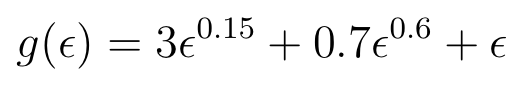 g(ϵ) = 3ϵ^{0.15} + 0.7ϵ^{0.6} + ϵ